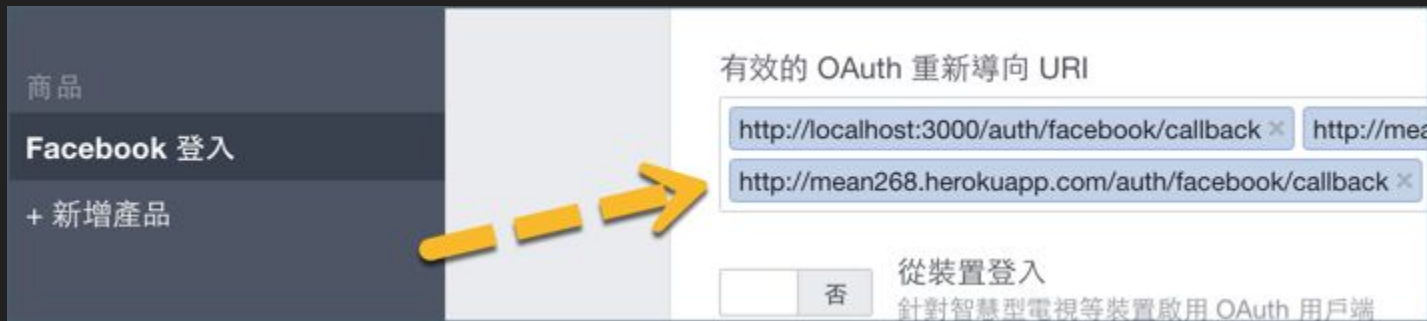 商品
Facebook 登入
+ 新增產品
有效的 OAuth 重新導向 URI
http://localhost:3000/auth/facebook/callback × http://mea
http://mean268.herokuapp.com/auth/facebook/callback ×
否
從裝置登入
針對智慧型電視等裝置啟用 OAuth 用戶端